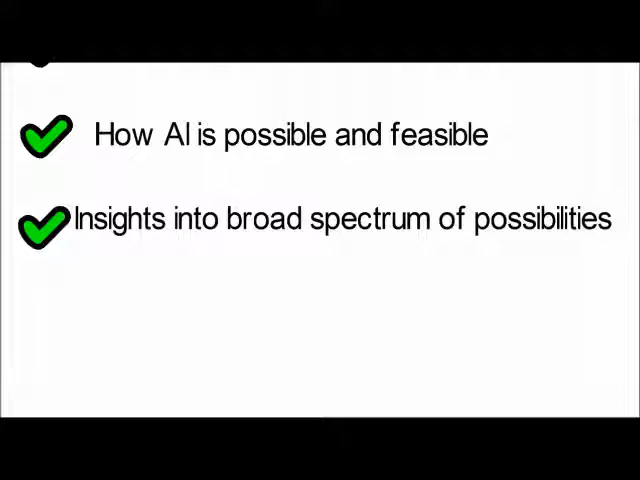 How AI is possible and feasible
Insights into broad spectrum of possibilities